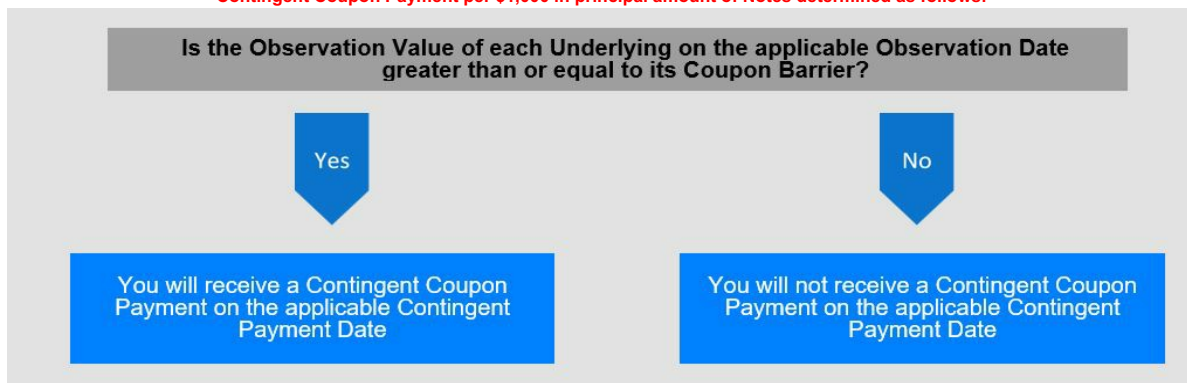 Contingent Coupon Payment per $1,000 in principal amount of Notes determined as follows:
Is the Observation Value of each Underlying on the applicable Observation Date
greater than or equal to its Coupon Barrier?
Yes
No
You will receive a Contingent Coupon
Payment on the applicable Contingent
Payment Date
You will not receive a Contingent Coupon
Payment on the applicable Contingent
Payment Date